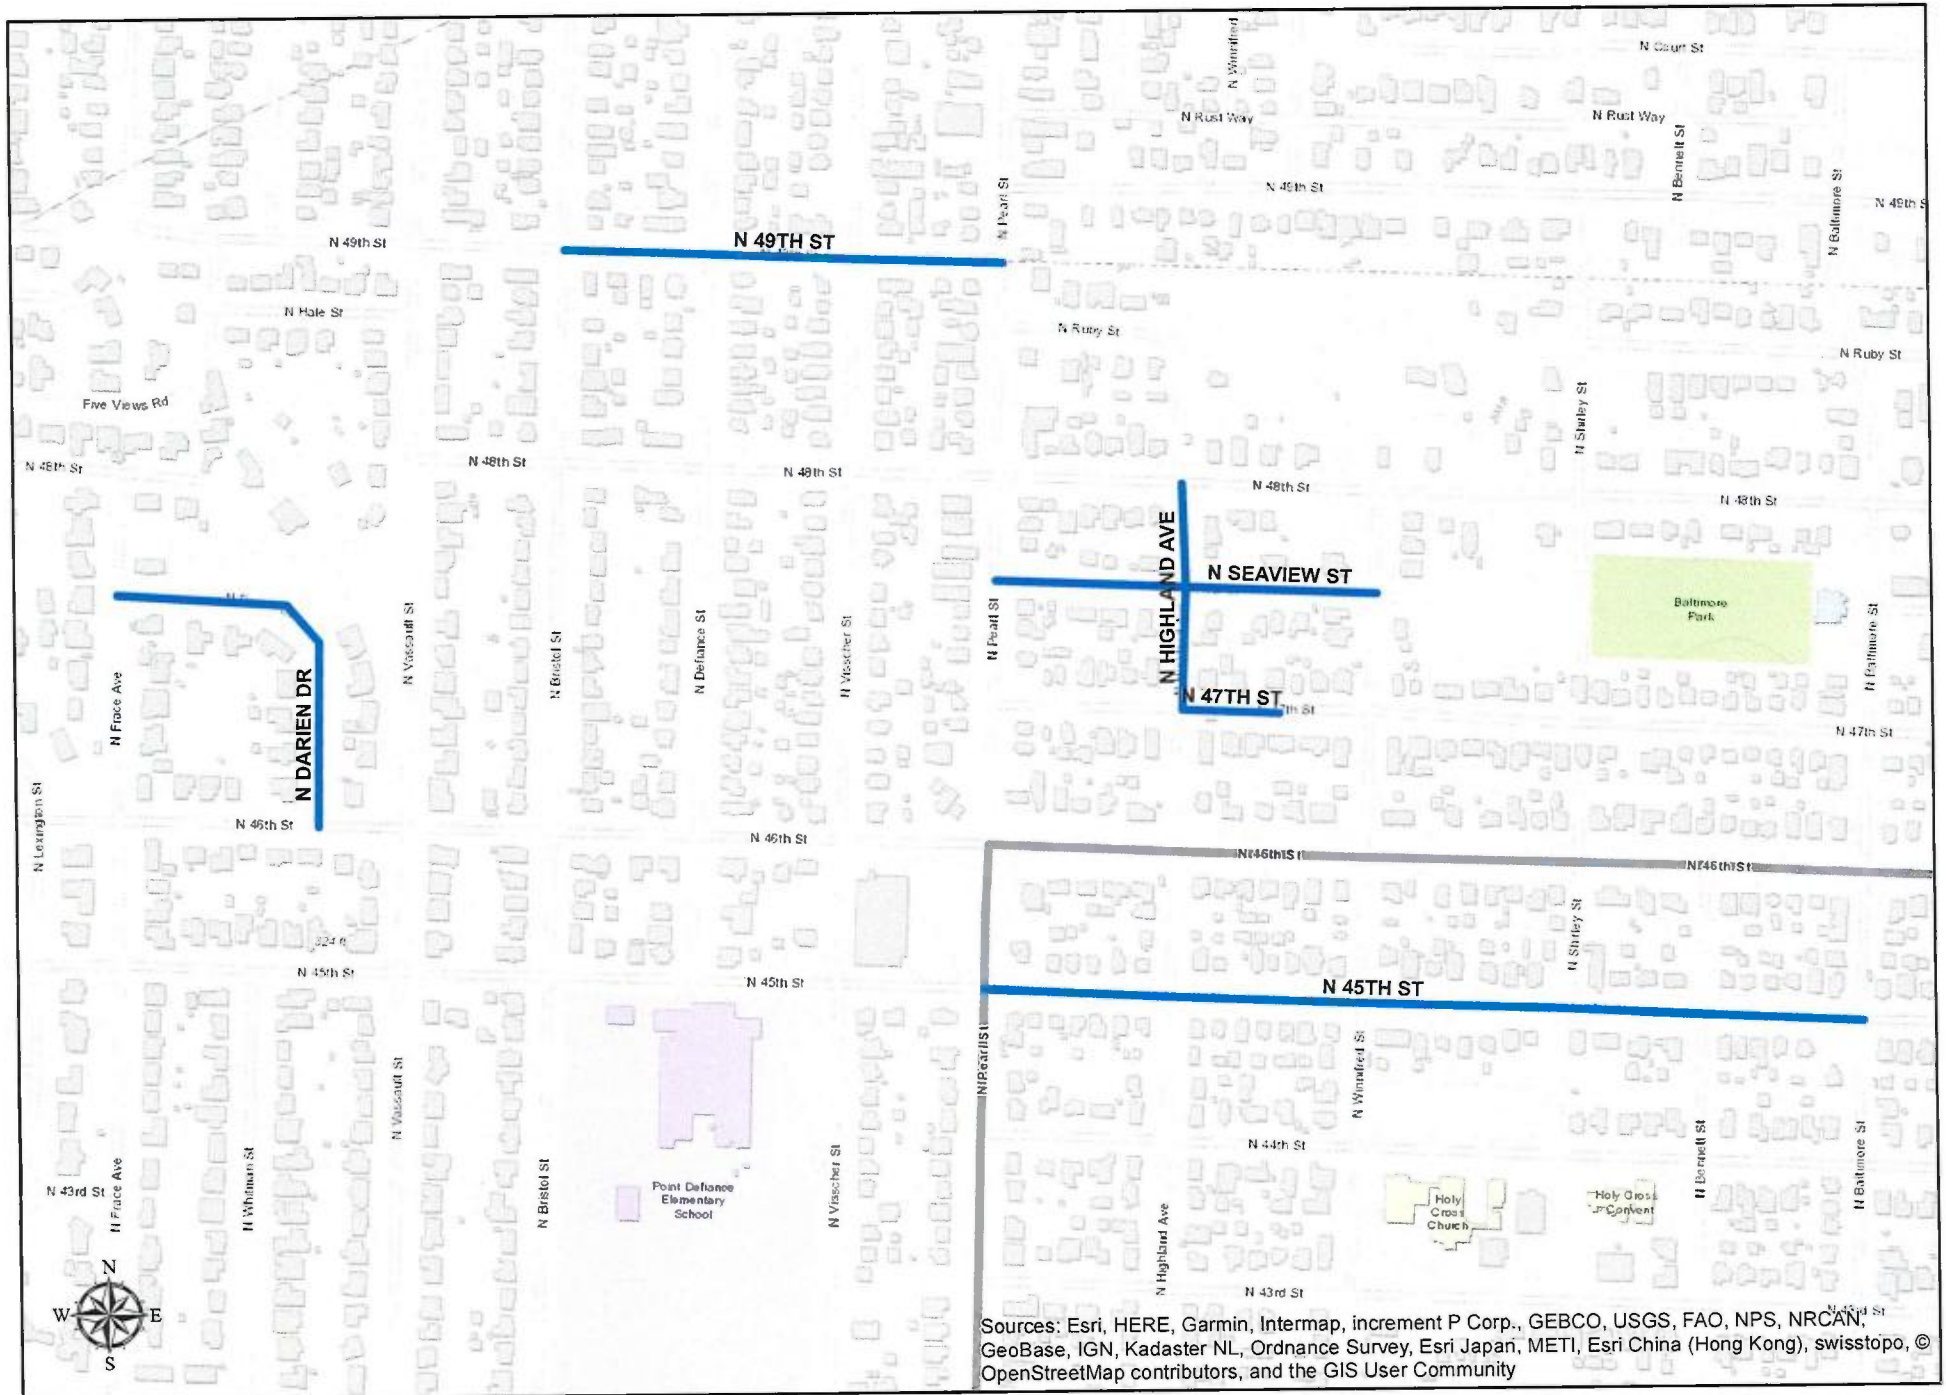 N Court St
N Winnifred
N Rust Way
N Rust Way
N Bennett St
N Pearl St
N 49th St
N Baltimore St
N 49th S
N 49th St
N 49TH ST
N Hale St
N Ruby St
N Ruby St
Five Views Rd
N Shirley St
N 48th St
N 48th St
N 48th St
N 48th St
N 48th St
N HIGHLAND AVE
N SEAVIEW ST
Baltimore
Park
N Vassault St
N Bristol St
N Defiance St
N Visscher St
N Pearl St
N Baltimore St
N Frace Ave
N DARIEN DR
N 47TH ST
7th St
N 47th St
N Lexington St
N 46th St
N 46th St
N 46th St
N 46th St
324 ft
N Shirley St
N 45th St
N 45th St
N 45TH ST
N Vassault St
N Pearl St
N Winnifred St
N 44th St
N Bennett St
N Baltimore St
N 43rd St
N Frace Ave
N Whitman St
N Bristol St
Point Defiance
Elementary
School
N Visscher St
N Highland Ave
Holy
Cross
Church
Holy Cross
Convent
N 43rd St
N 43rd St
N
W
E
S
Sources: Esri, HERE, Garmin, Intermap, increment P Corp., GEBCO, USGS, FAO, NPS, NRCAN,
GeoBase, IGN, Kadaster NL, Ordnance Survey, Esri Japan, METI, Esri China (Hong Kong), swisstopo, ©
OpenStreetMap contributors, and the GIS User Community